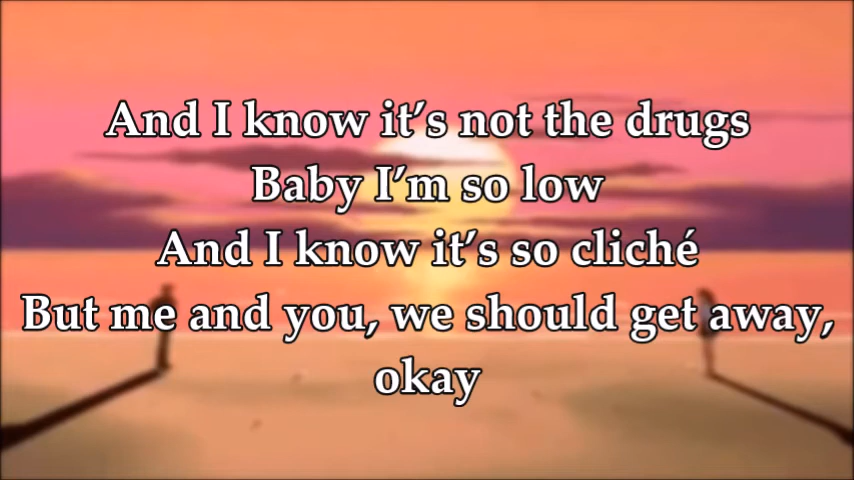 And I know it’s not the drugs
Baby I’m so low
And I know it’s so cliché
But me and you, we should get away,
okay